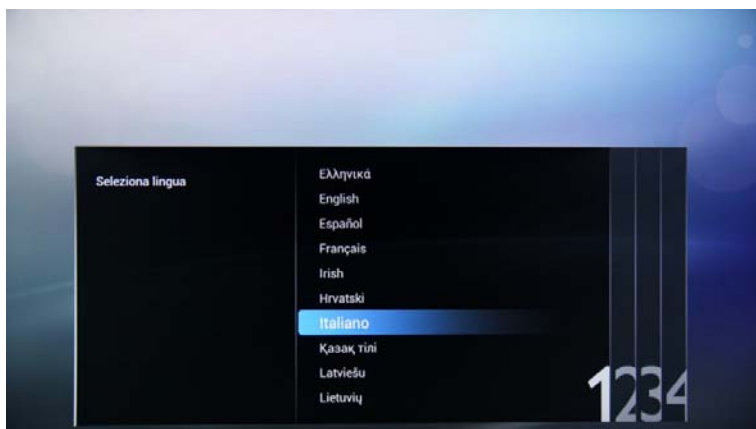 Seleziona lingua
Ελληνικά
English
Español
Français
Irish
Hrvatski
Italiano
Қазақ тілі
Latviešu
Lietuvių
1234